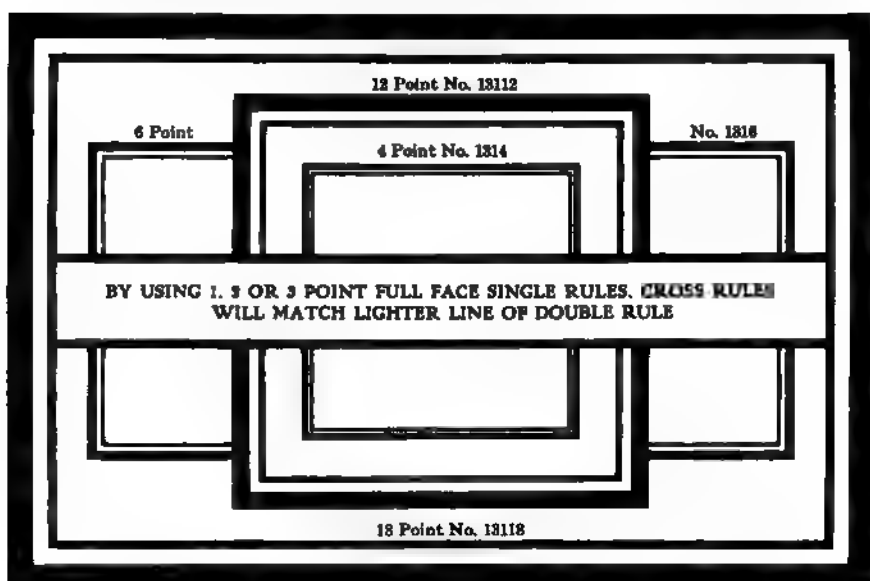 12 Point No. 13112
6 Point
No. 1316
4 Point No. 1314
BY USING 1, 2 OR 3 POINT FULL FACE SINGLE RULES, CROSS RULES
WILL MATCH LIGHTER LINE OF DOUBLE RULE
18 Point No. 13118